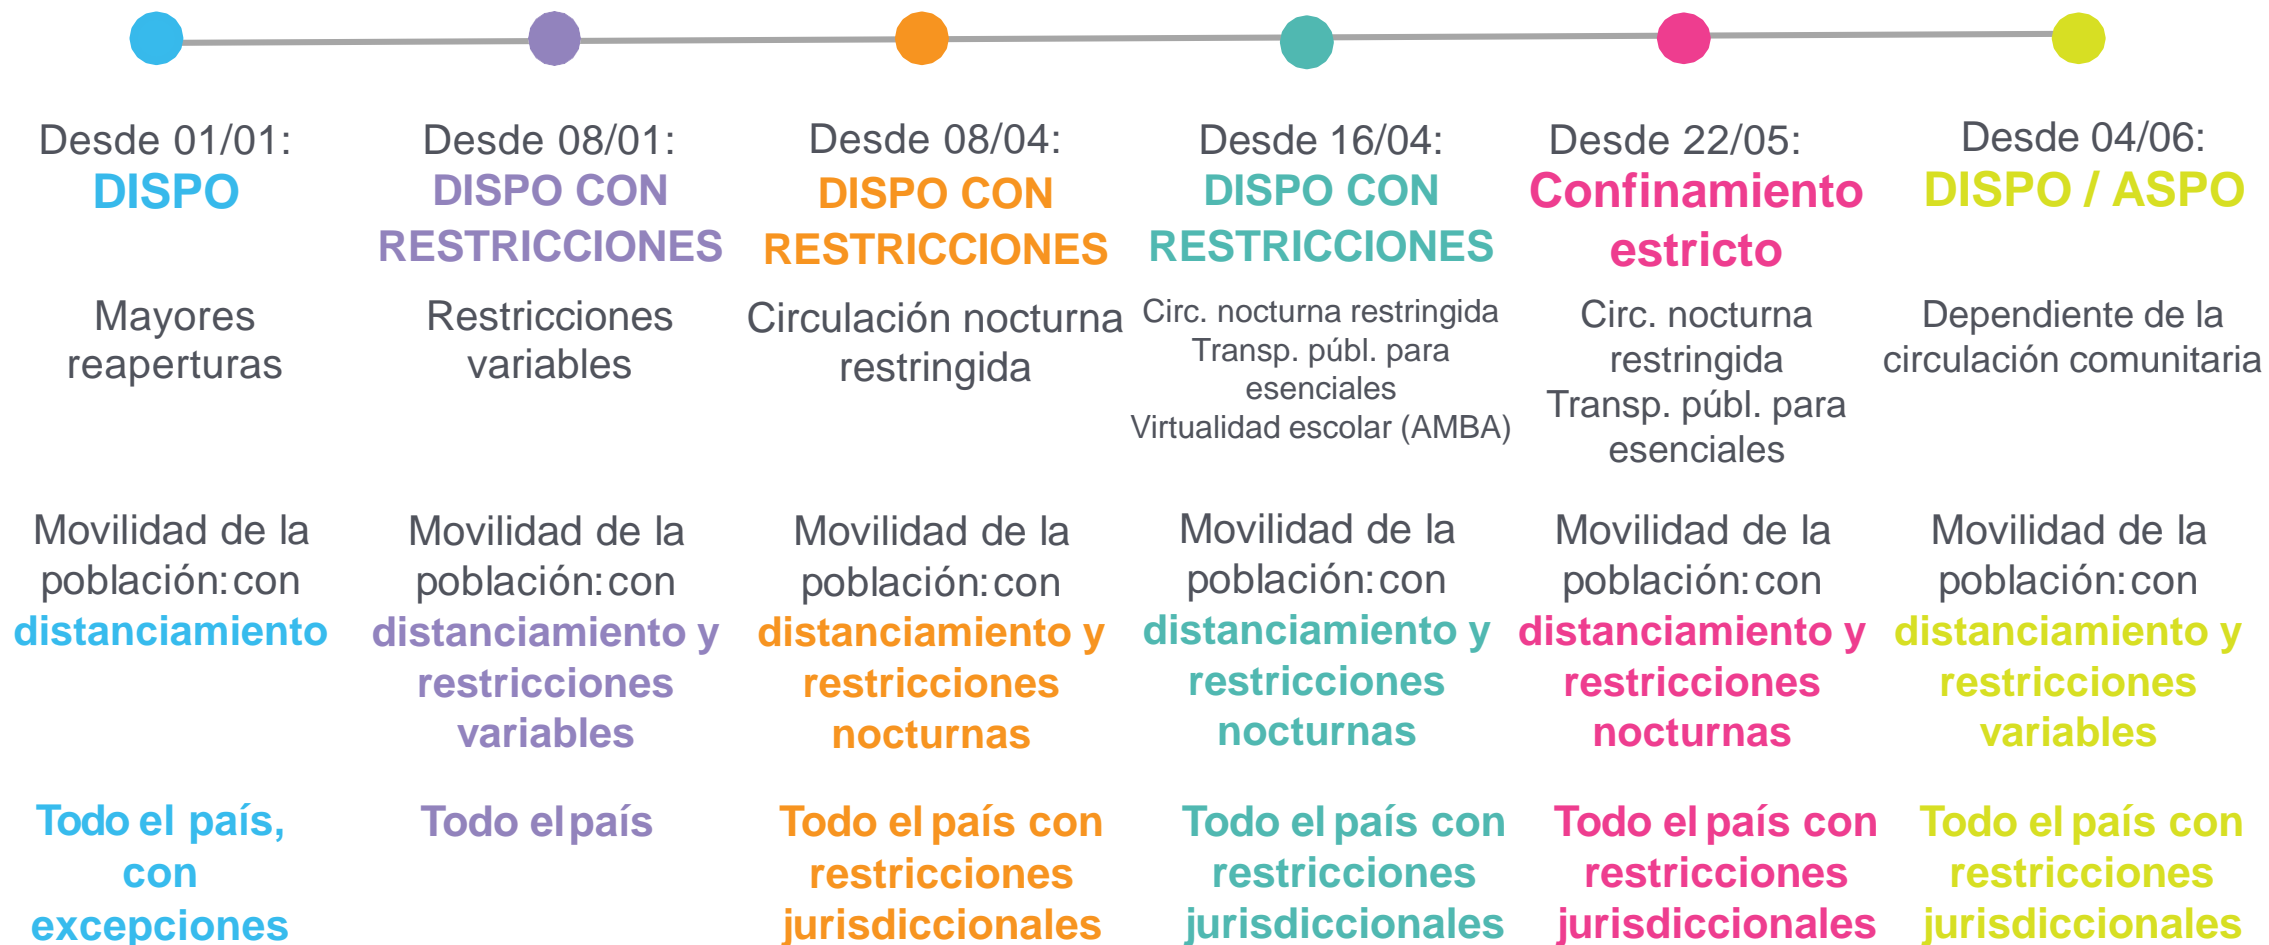 Desde 01/01:
DISPO
Mayores
reaperturas
Movilidad de la
población: con
distanciamiento
Todo el país,
con
excepciones
Desde 08/01:
DISPO CON
RESTRICCIONES
Restricciones
variables
Movilidad de la
población: con
distanciamiento y
restricciones
variables
Todo el país
Desde 08/04:
DISPO CON
RESTRICCIONES
Circulación nocturna
restringida
Movilidad de la
población: con
distanciamiento y
restricciones
nocturnas
Todo el país con
restricciones
jurisdiccionales
Desde 16/04:
DISPO CON
RESTRICCIONES
Circ. nocturna restringida
Transp. públ. para
esenciales
Virtualidad escolar (AMBA)
Movilidad de la
población: con
distanciamiento y
restricciones
nocturnas
Todo el país con
restricciones
jurisdiccionales
Desde 22/05:
Confinamiento
estricto
Circ. nocturna
restringida
Transp. públ. para
esenciales
Movilidad de la
población: con
distanciamiento y
restricciones
nocturnas
Todo el país con
restricciones
jurisdiccionales
Desde 04/06:
DISPO / ASPO
Dependiente de la
circulación comunitaria
Movilidad de la
población: con
distanciamiento y
restricciones
variables
Todo el país con
restricciones
jurisdiccionales